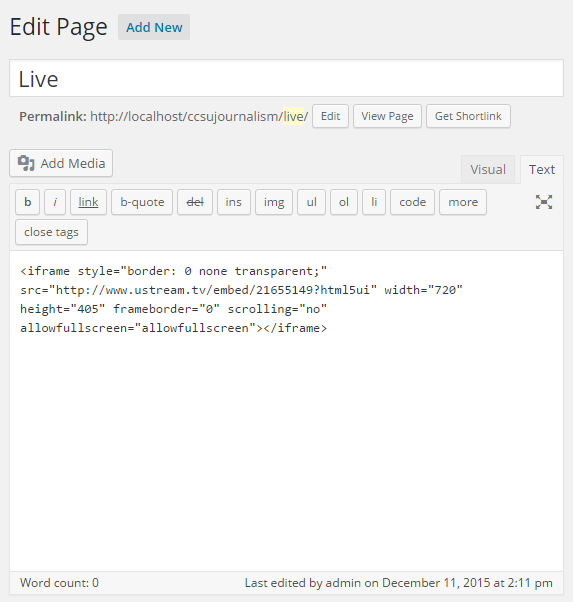 Edit Page Add New
Live
Permalink: http://localhost/ccsujournalism/live/ Edit View Page Get Shortlink
Add Media Visual Text
b i link b-quote del ins img ul ol li code more
close tags
<iframe style="border: 0 none transparent;"
src="http://www.ustream.tv/embed/21655149?html5ui" width="720"
height="405" frameborder="0" scrolling="no"
allowfullscreen="allowfullscreen"></iframe>
Word count: 0 Last edited by admin on December 11, 2015 at 2:11 pm